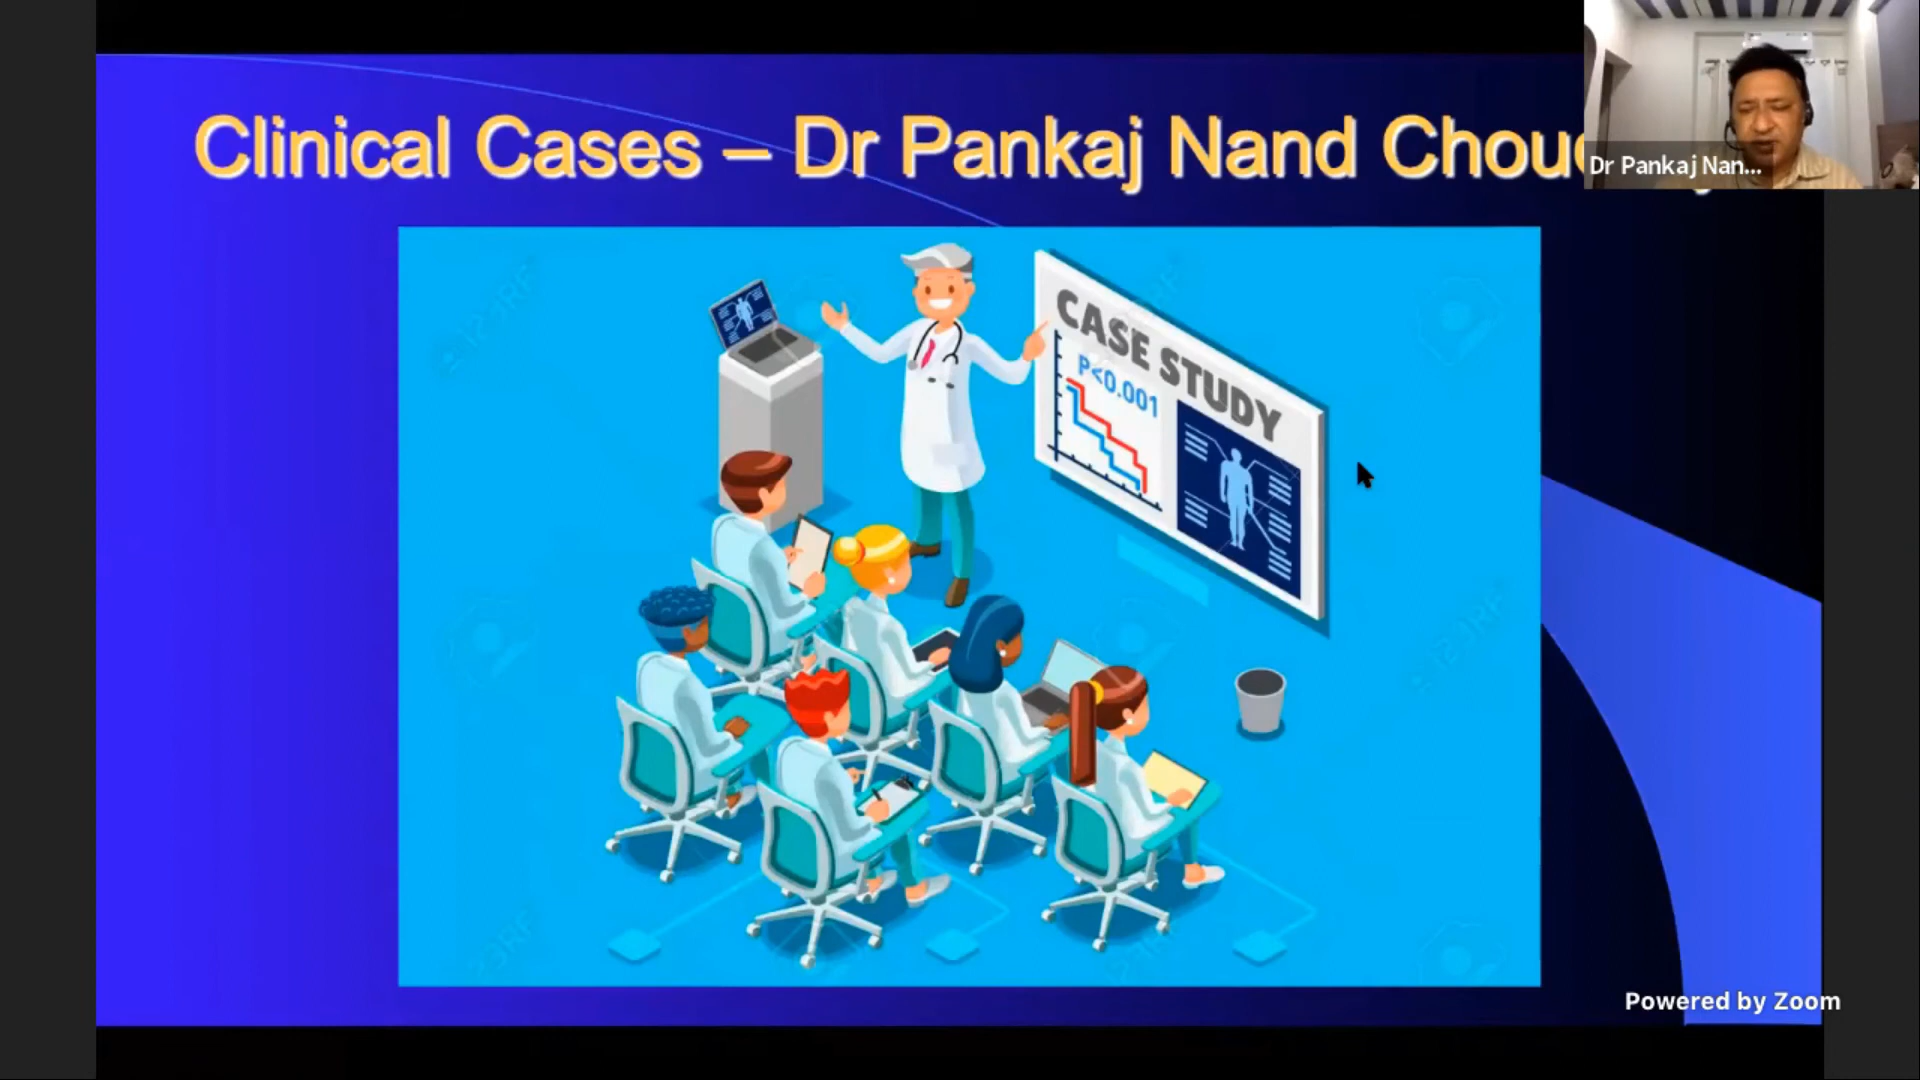 Clinical Cases – Dr Pankaj Nand Chou
Dr Pankaj Nan...
CASE STUDY
P<0.001
Powered by Zoom